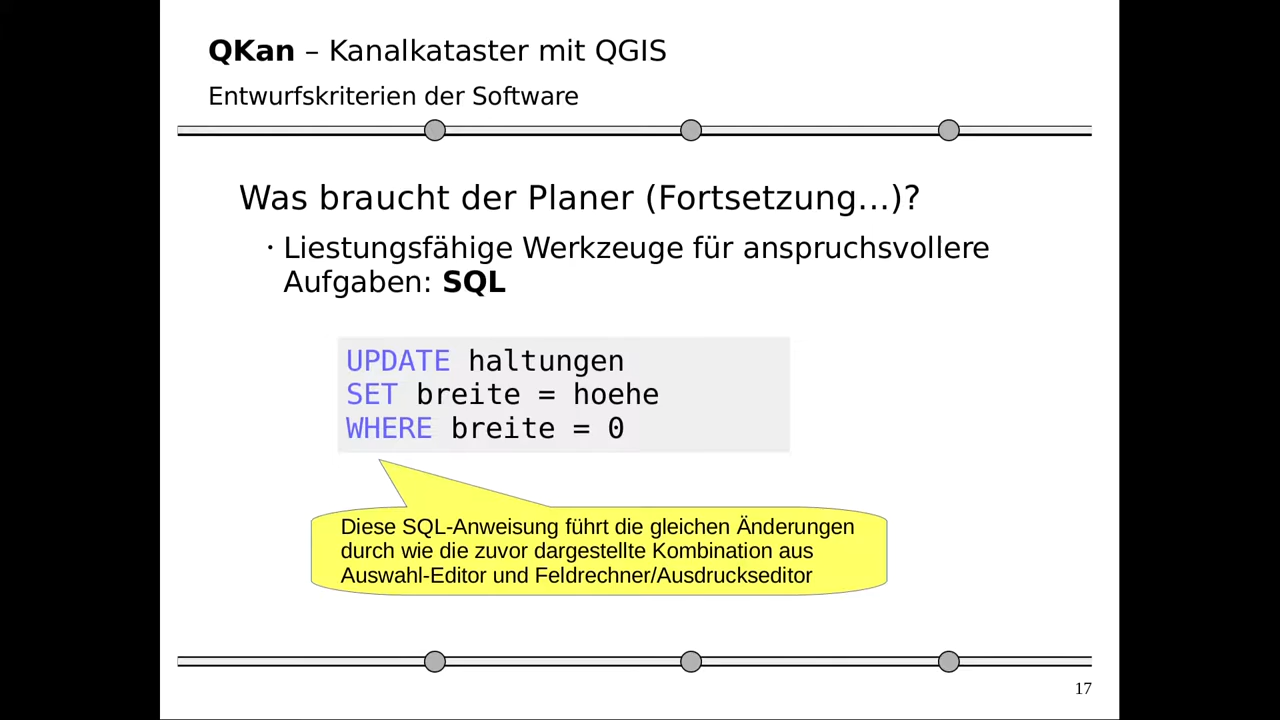 QKan – Kanalkataster mit QGIS
Entwurfskriterien der Software
Was braucht der Planer (Fortsetzung...)?
· Liestungsfähige Werkzeuge für anspruchsvollere
Aufgaben: SQL
UPDATE haltungen
SET breite = hoehe
WHERE breite = 0
Diese SQL-Anweisung führt die gleichen Änderungen
durch wie die zuvor dargestellte Kombination aus
Auswahl-Editor und Feldrechner/Ausdruckseditor
17